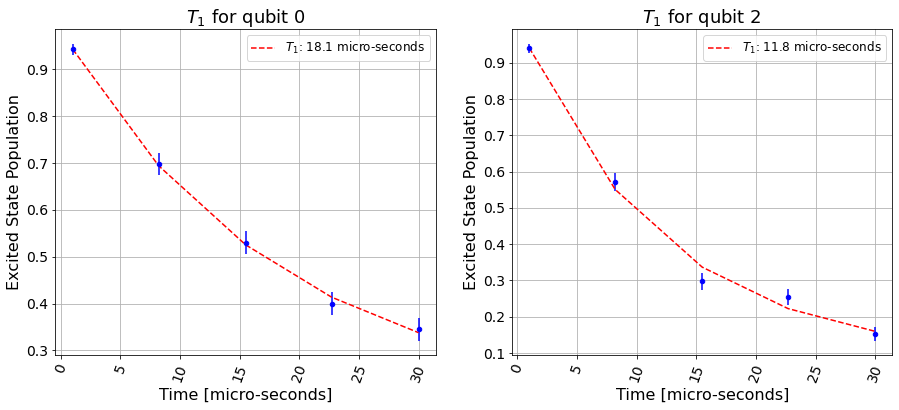 T₁ for qubit 0
T₁: 18.1 micro-seconds
Excited State Population
0.9
0.8
0.7
0.6
0.5
0.4
0.3
0 5 10 15 20 25 30
Time [micro-seconds]
T₁ for qubit 2
T₁: 11.8 micro-seconds
Excited State Population
0.9
0.8
0.7
0.6
0.5
0.4
0.3
0.2
0.1
0 5 10 15 20 25 30
Time [micro-seconds]